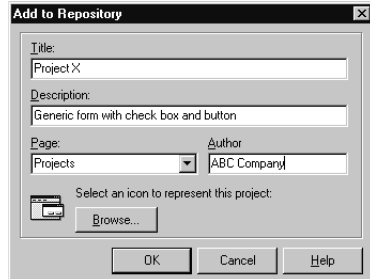 Add to Repository
Title:
Project X
Description:
Generic form with check box and button
Page: Author
Projects ABC Company
Select an icon to represent this project:
Browse...
OK Cancel Help